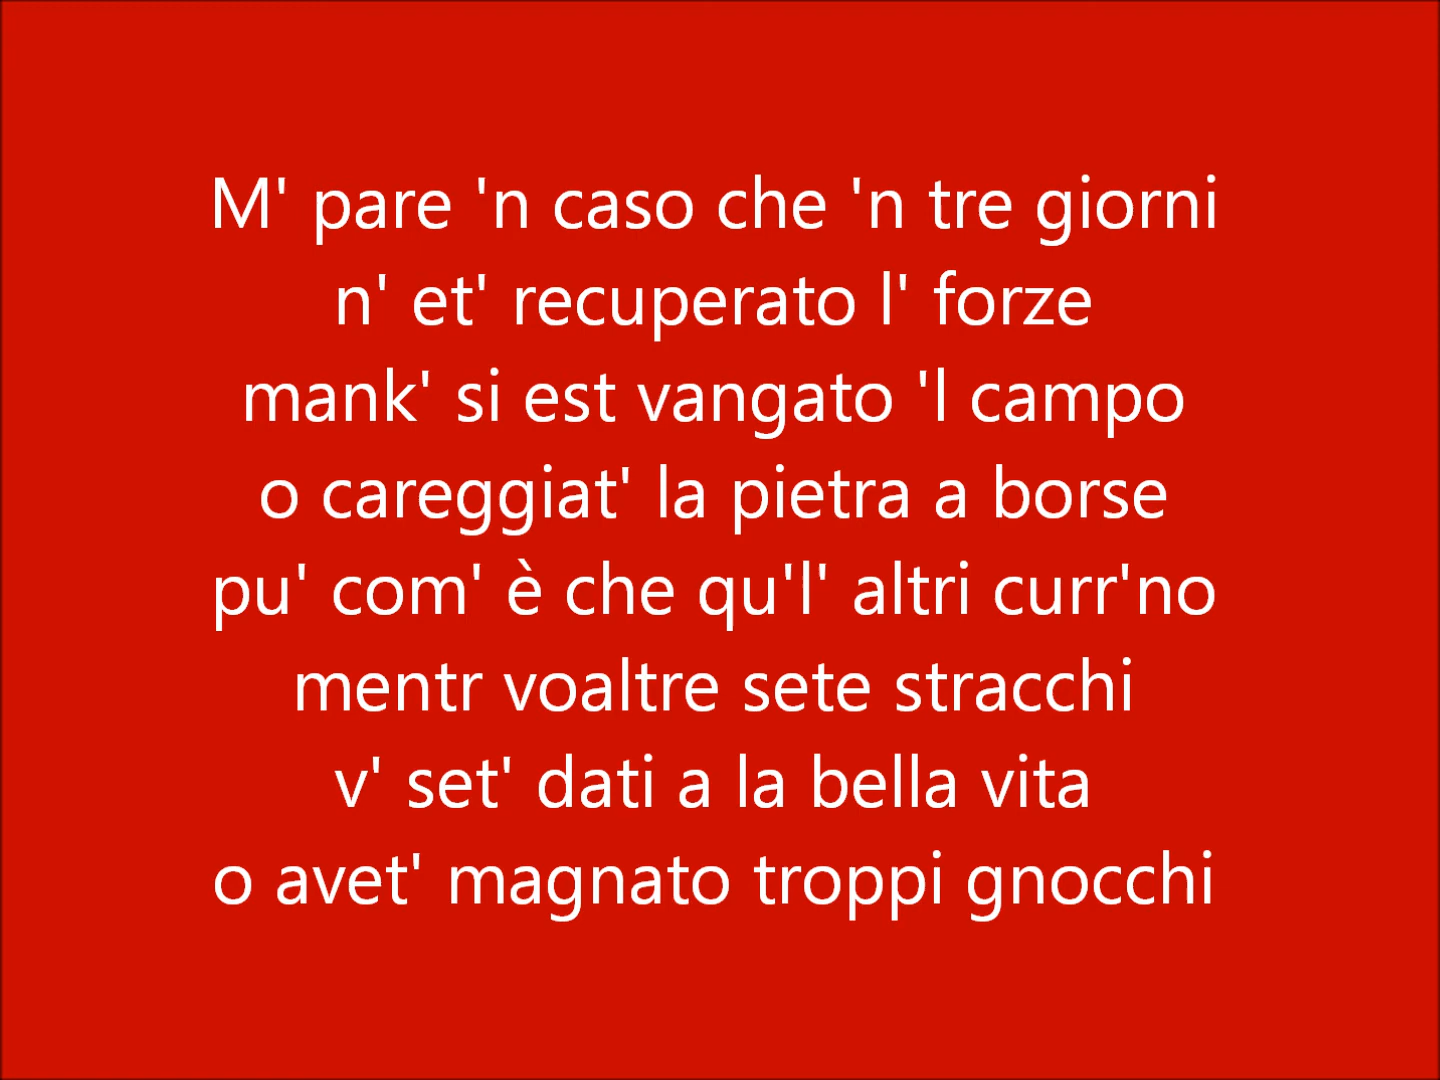 M' pare 'n caso che 'n tre giorni
n' et' recuperato l' forze
mank' si est vangato 'l campo
o careggiat' la pietra a borse
pu' com' è che qu'l' altri curr'no
mentr voaltre sete stracchi
v' set' dati a la bella vita
o avet' magnato troppi gnocchi